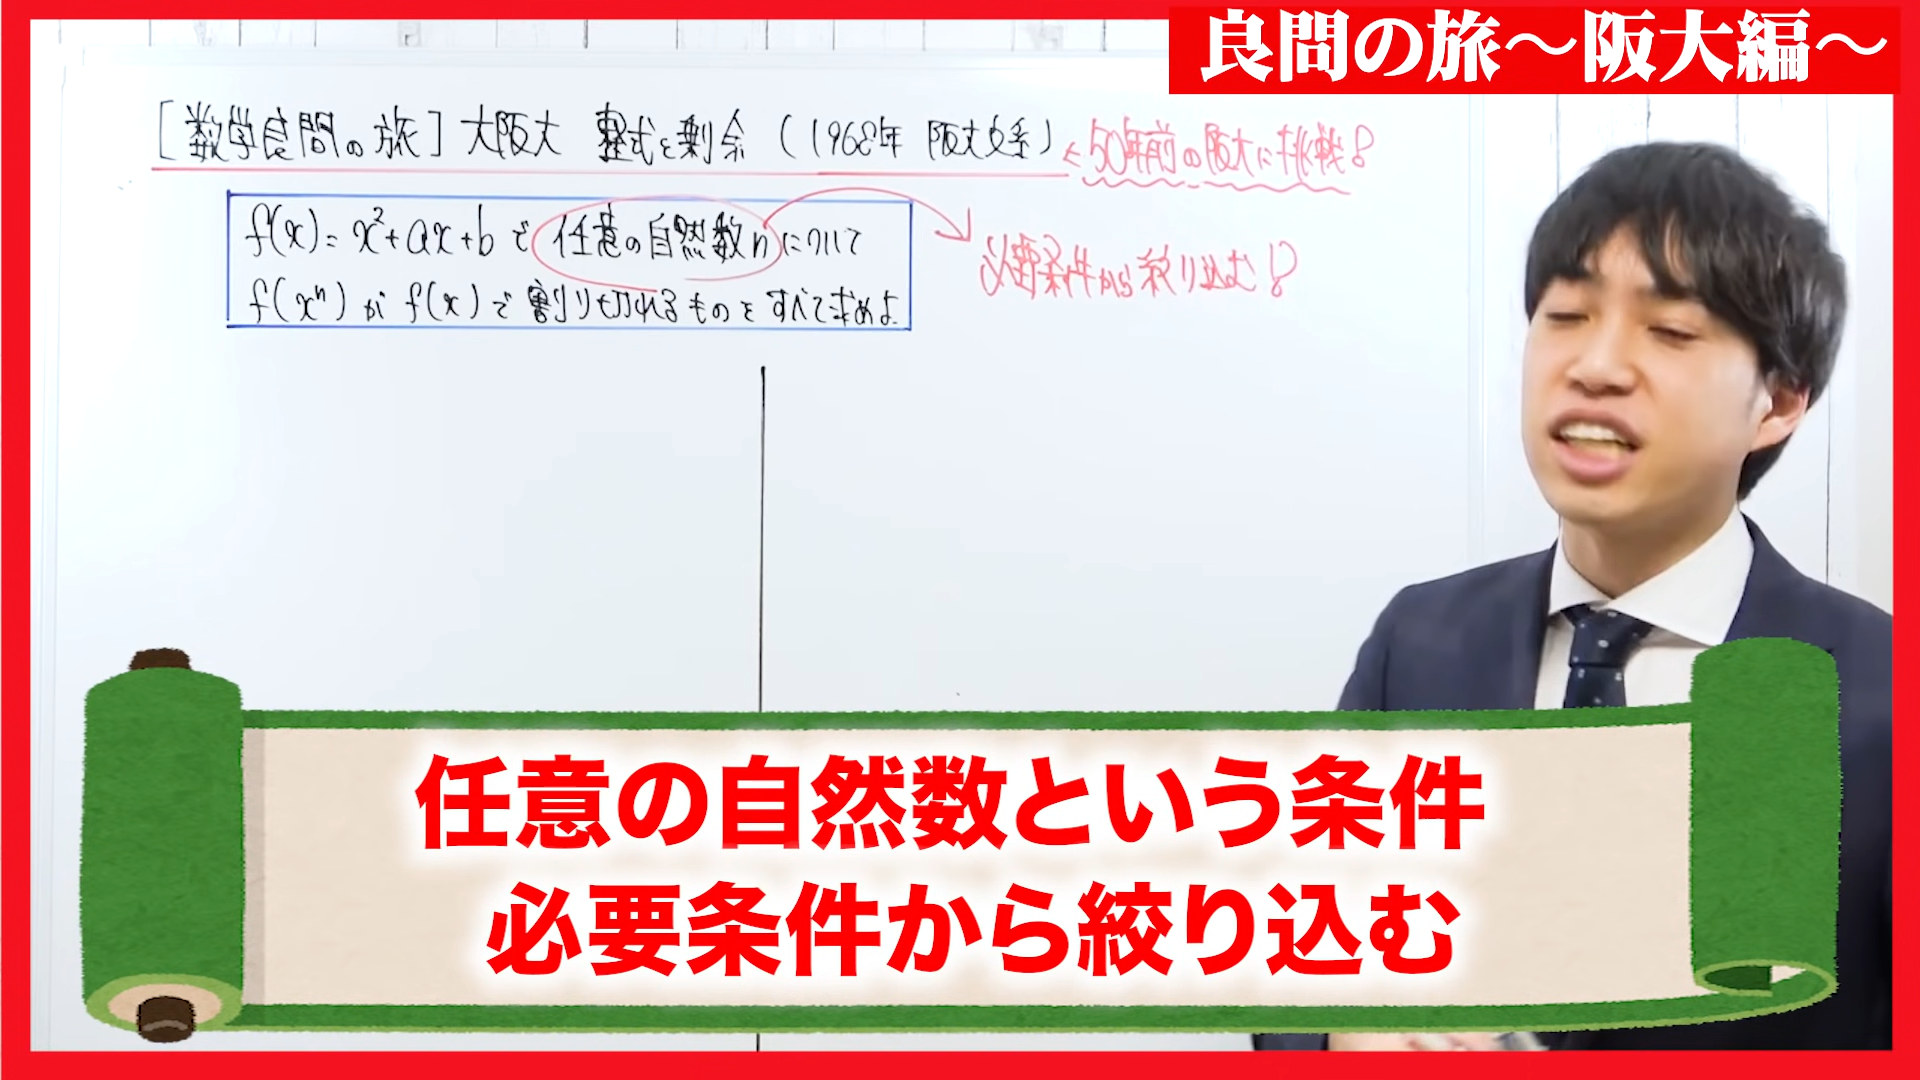 良問の旅～阪大編～
[数学良問の旅] 大阪大 整式と剰余 (1968年 阪大文系) ← 50年前の阪大に挑戦!
f(x)=x²+ax+b で 任意の自然数nについて
f(xⁿ) が f(x) で 割り切れるものを すべて求めよ.
必要条件から絞り込む!
任意の自然数という条件
必要条件から絞り込む